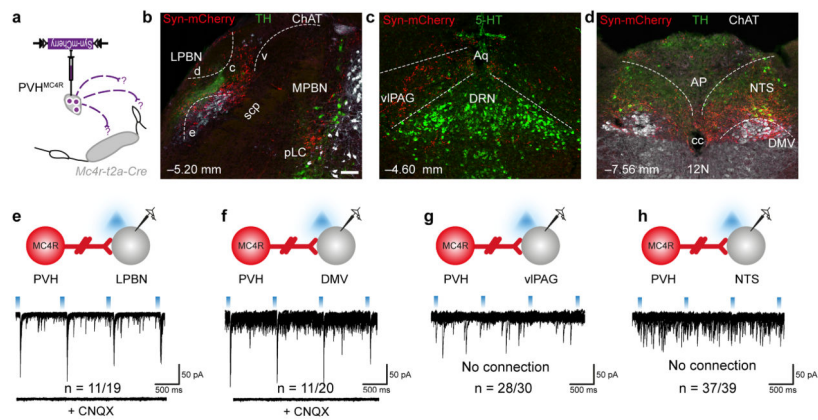 a
Syn-mCherry
PVHMC4R
?
?
?
Mc4r-t2a-Cre
b
Syn-mCherry TH ChAT
LPBN
d
c
v
e
scp
MPBN
pLC
–5.20 mm
c
Syn-mCherry 5-HT
Aq
vlPAG
DRN
–4.60 mm
d
Syn-mCherry TH ChAT
AP
NTS
cc
DMV
–7.56 mm 12N
e
MC4R
PVH LPBN
50 pA
n = 11/19
500 ms
+ CNQX
f
MC4R
PVH DMV
50 pA
n = 11/20
500 ms
+ CNQX
g
MC4R
PVH vlPAG
No connection
50 pA
n = 28/30
500 ms
h
MC4R
PVH NTS
No connection
50 pA
n = 37/39
500 ms